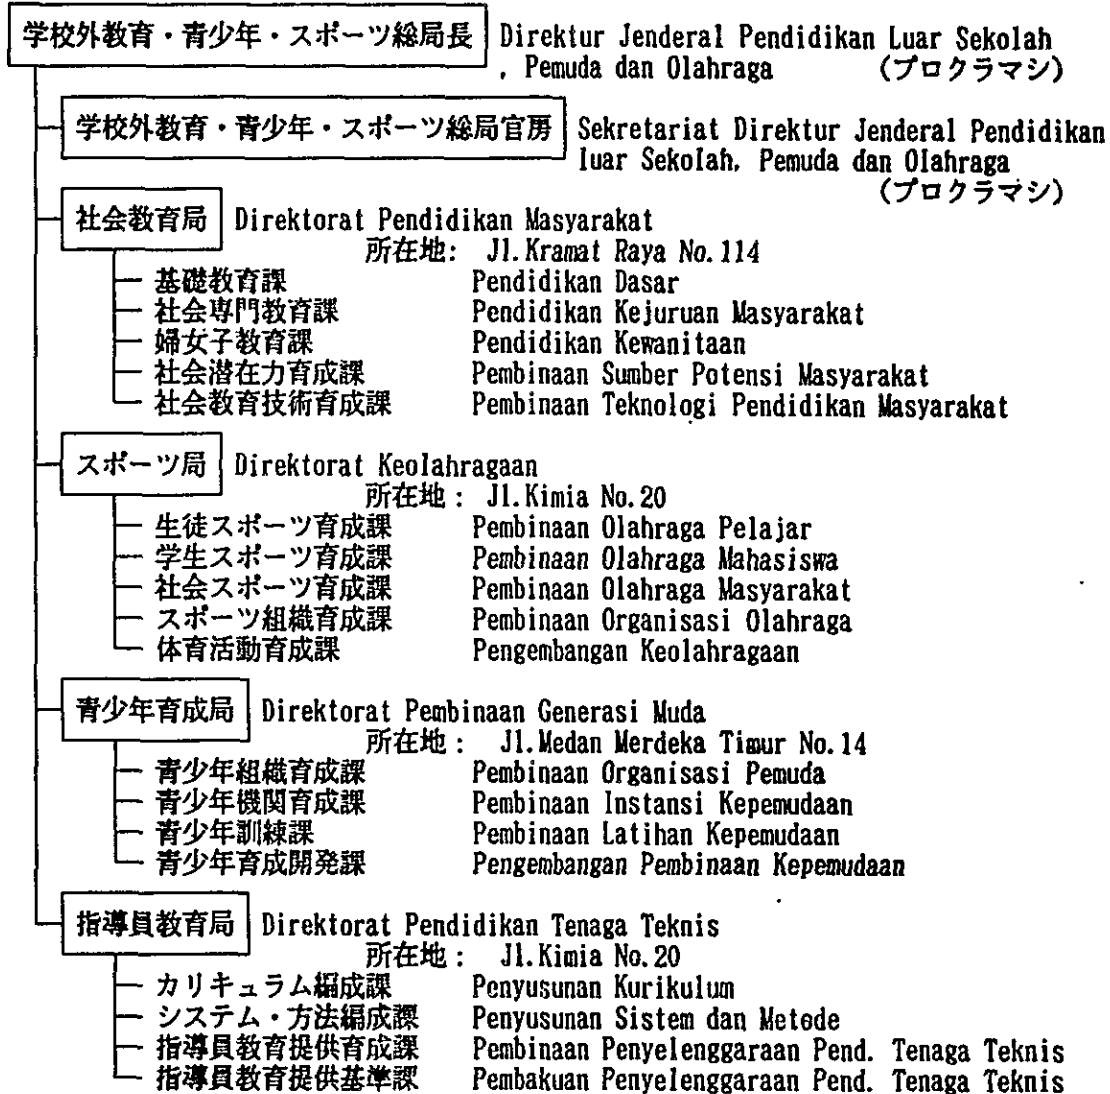 学校外教育・青少年・スポーツ総局長 Direktur Jenderal Pendidikan Luar Sekolah
, Pemuda dan Olahraga (プロクラマシ)
学校外教育・青少年・スポーツ総局官房 Sekretariat Direktur Jenderal Pendidikan
luar Sekolah, Pemuda dan Olahraga
(プロクラマシ)
社会教育局 Direktorat Pendidikan Masyarakat
所在地: Jl.Kramat Raya No.114
基礎教育課 Pendidikan Dasar
社会専門教育課 Pendidikan Kejuruan Masyarakat
婦女子教育課 Pendidikan Kewanitaan
社会潜在力育成課 Pembinaan Sumber Potensi Masyarakat
社会教育技術育成課 Pembinaan Teknologi Pendidikan Masyarakat
スポーツ局 Direktorat Keolahragaan
所在地: Jl.Kimia No.20
生徒スポーツ育成課 Pembinaan Olahraga Pelajar
学生スポーツ育成課 Pembinaan Olahraga Mahasiswa
社会スポーツ育成課 Pembinaan Olahraga Masyarakat
スポーツ組織育成課 Pembinaan Organisasi Olahraga
体育活動育成課 Pengembangan Keolahragaan
青少年育成局 Direktorat Pembinaan Generasi Muda
所在地: Jl.Medan Merdeka Timur No.14
青少年組織育成課 Pembinaan Organisasi Pemuda
青少年機関育成課 Pembinaan Instansi Kepemudaan
青少年訓練課 Pembinaan Latihan Kepemudaan
青少年育成開発課 Pengembangan Pembinaan Kepemudaan
指導員教育局 Direktorat Pendidikan Tenaga Teknis
所在地: Jl.Kimia No.20
カリキュラム編成課 Penyusunan Kurikulum
システム・方法編成課 Penyusunan Sistem dan Metode
指導員教育提供育成課 Pembinaan Penyelenggaraan Pend. Tenaga Teknis
指導員教育提供基準課 Pembakuan Penyelenggaraan Pend. Tenaga Teknis